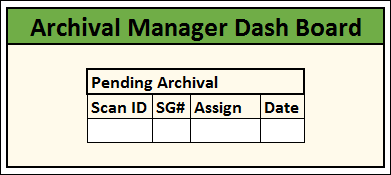 Archival Manager Dash Board
Pending Archival
Scan ID SG# Assign Date